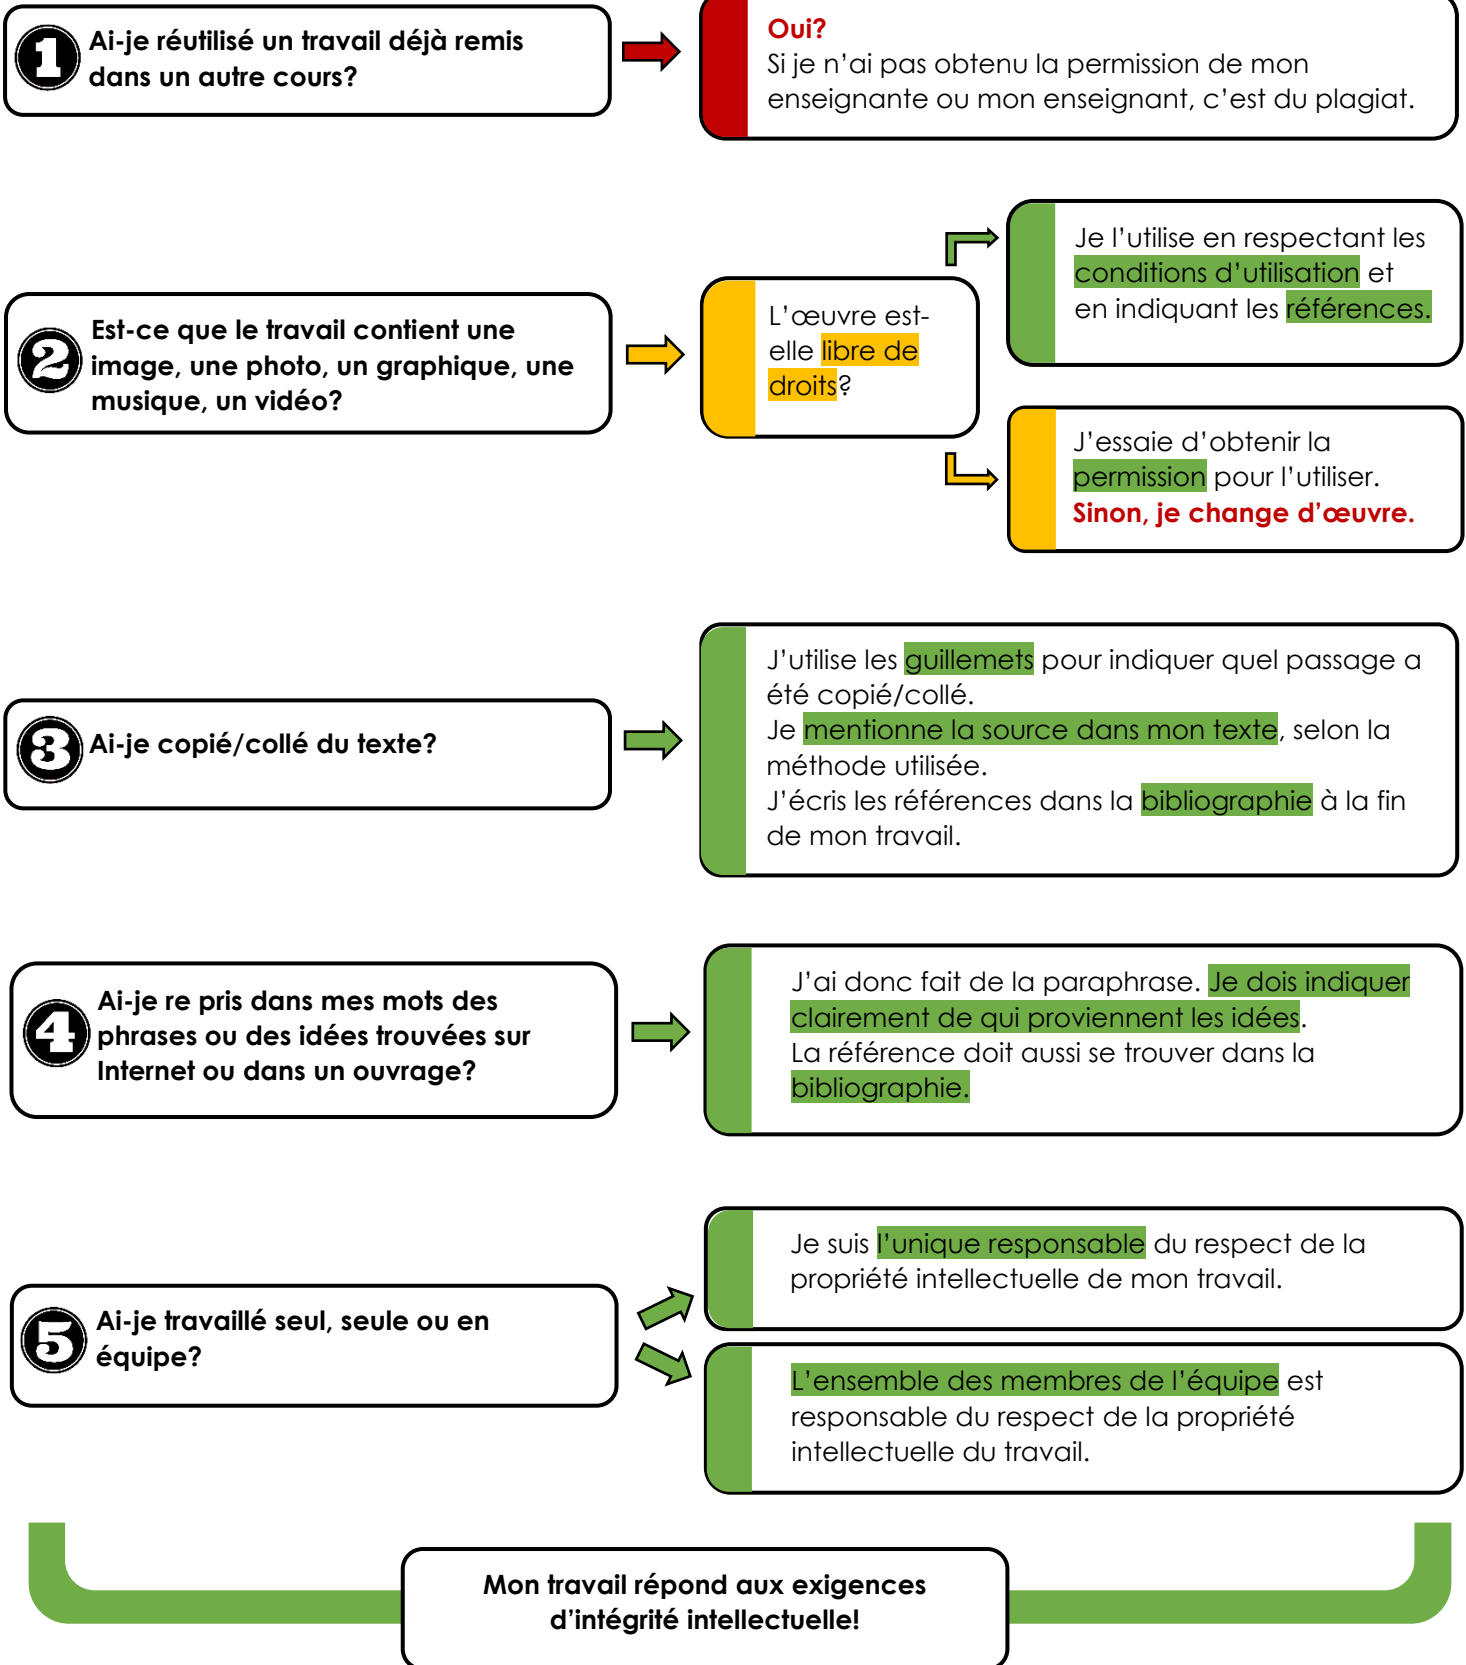 1
Ai-je réutilisé un travail déjà remis
dans un autre cours?
Oui?
Si je n’ai pas obtenu la permission de mon
enseignante ou mon enseignant, c’est du plagiat.
2
Est-ce que le travail contient une
image, une photo, un graphique, une
musique, un vidéo?
L’œuvre est-
elle libre de
droits?
Je l’utilise en respectant les
conditions d’utilisation et
en indiquant les références.
J’essaie d’obtenir la
permission pour l’utiliser.
Sinon, je change d’œuvre.
3
Ai-je copié/collé du texte?
J’utilise les guillemets pour indiquer quel passage a
été copié/collé.
Je mentionne la source dans mon texte, selon la
méthode utilisée.
J’écris les références dans la bibliographie à la fin
de mon travail.
4
Ai-je re pris dans mes mots des
phrases ou des idées trouvées sur
Internet ou dans un ouvrage?
J’ai donc fait de la paraphrase. Je dois indiquer
clairement de qui proviennent les idées.
La référence doit aussi se trouver dans la
bibliographie.
5
Ai-je travaillé seul, seule ou en
équipe?
Je suis l’unique responsable du respect de la
propriété intellectuelle de mon travail.
L’ensemble des membres de l’équipe est
responsable du respect de la propriété
intellectuelle du travail.
Mon travail répond aux exigences
d’intégrité intellectuelle!